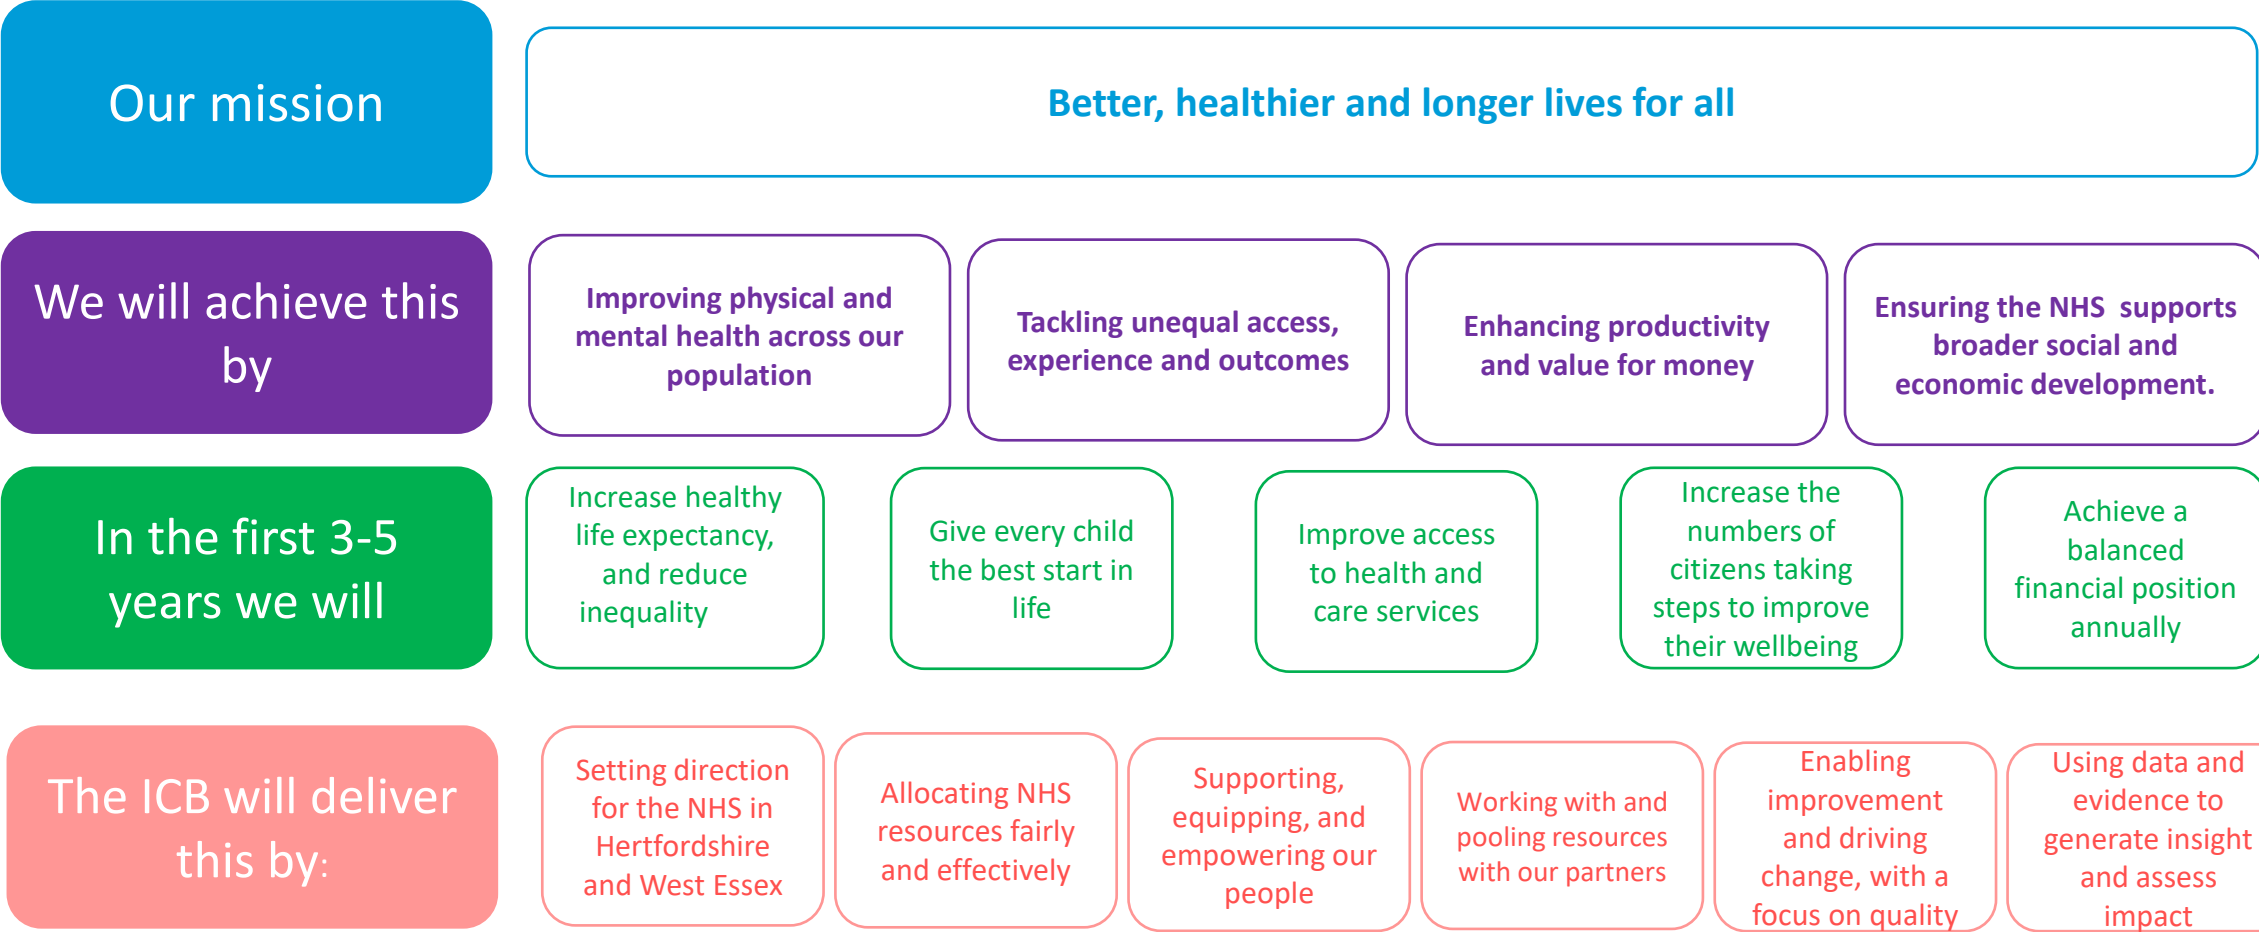 Our mission
Better, healthier and longer lives for all
We will achieve this
by
Improving physical and
mental health across our
population
Tackling unequal access,
experience and outcomes
Enhancing productivity
and value for money
Ensuring the NHS  supports
broader social and
economic development.
In the first 3-5
years we will
Increase healthy
life expectancy,
and reduce
inequality
Give every child
the best start in
life
Improve access
to health and
care services
Increase the
numbers of
citizens taking
steps to improve
their wellbeing
Achieve a
balanced
financial position
annually
The ICB will deliver
this by:
Setting direction
for the NHS in
Hertfordshire
and West Essex
Allocating NHS
resources fairly
and effectively
Supporting,
equipping, and
empowering our
people
Working with and
pooling resources
with our partners
Enabling
improvement
and driving
change, with a
focus on quality
Using data and
evidence to
generate insight
and assess
impact